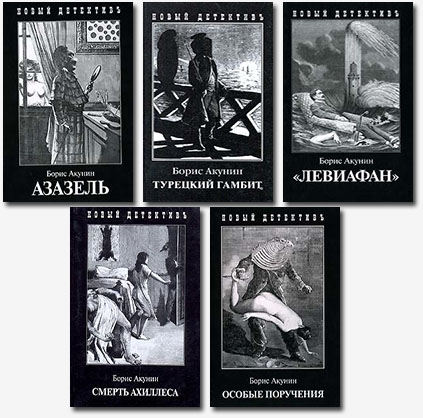 НОВЫЙ ДЕТЕКТИВЪ
Борис Акунин
АЗАЗЕЛЬ
НОВЫЙ ДЕТЕКТИВЪ
Борис Акунин
ТУРЕЦКИЙ ГАМБИТ
НОВЫЙ ДЕТЕКТИВЪ
Борис Акунин
«ЛЕВИАФАН»
НОВЫЙ ДЕТЕКТИВЪ
Борис Акунин
СМЕРТЬ АХИЛЛЕСА
НОВЫЙ ДЕТЕКТИВЪ
Борис Акунин
ОСОБЫЕ ПОРУЧЕНИЯ